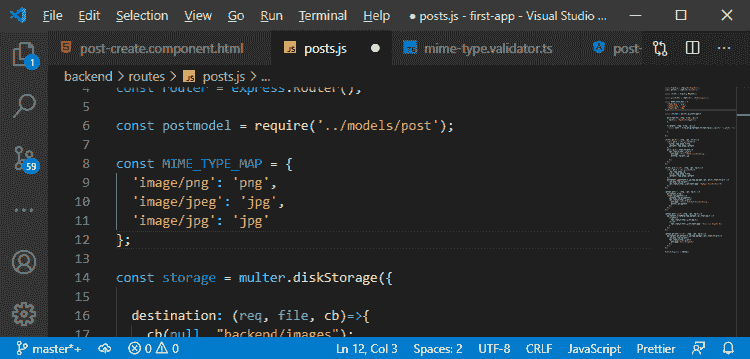 File Edit Selection View Go Run Terminal Help ● posts.js - first-app - Visual Studio ...
post-create.component.html JS posts.js ● TS mime-type.validator.ts post-
backend > routes > JS posts.js > ...
4 const router = express.Router();
5
6 const postmodel = require('../models/post');
7
8 const MIME_TYPE_MAP = {
9 'image/png': 'png',
10 'image/jpeg': 'jpg',
11 'image/jpg': 'jpg'
12 };
13
14 const storage = multer.diskStorage({
15
16 destination: (req, file, cb)=>{
17 cb(null, "backend/images");
1
59
master*+ 0 0 Ln 12, Col 3 Spaces: 2 UTF-8 CRLF JavaScript Prettier